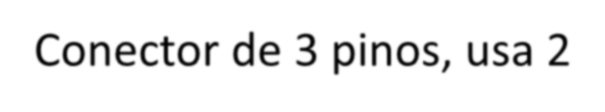 Conector de 3 pinos, usa 2